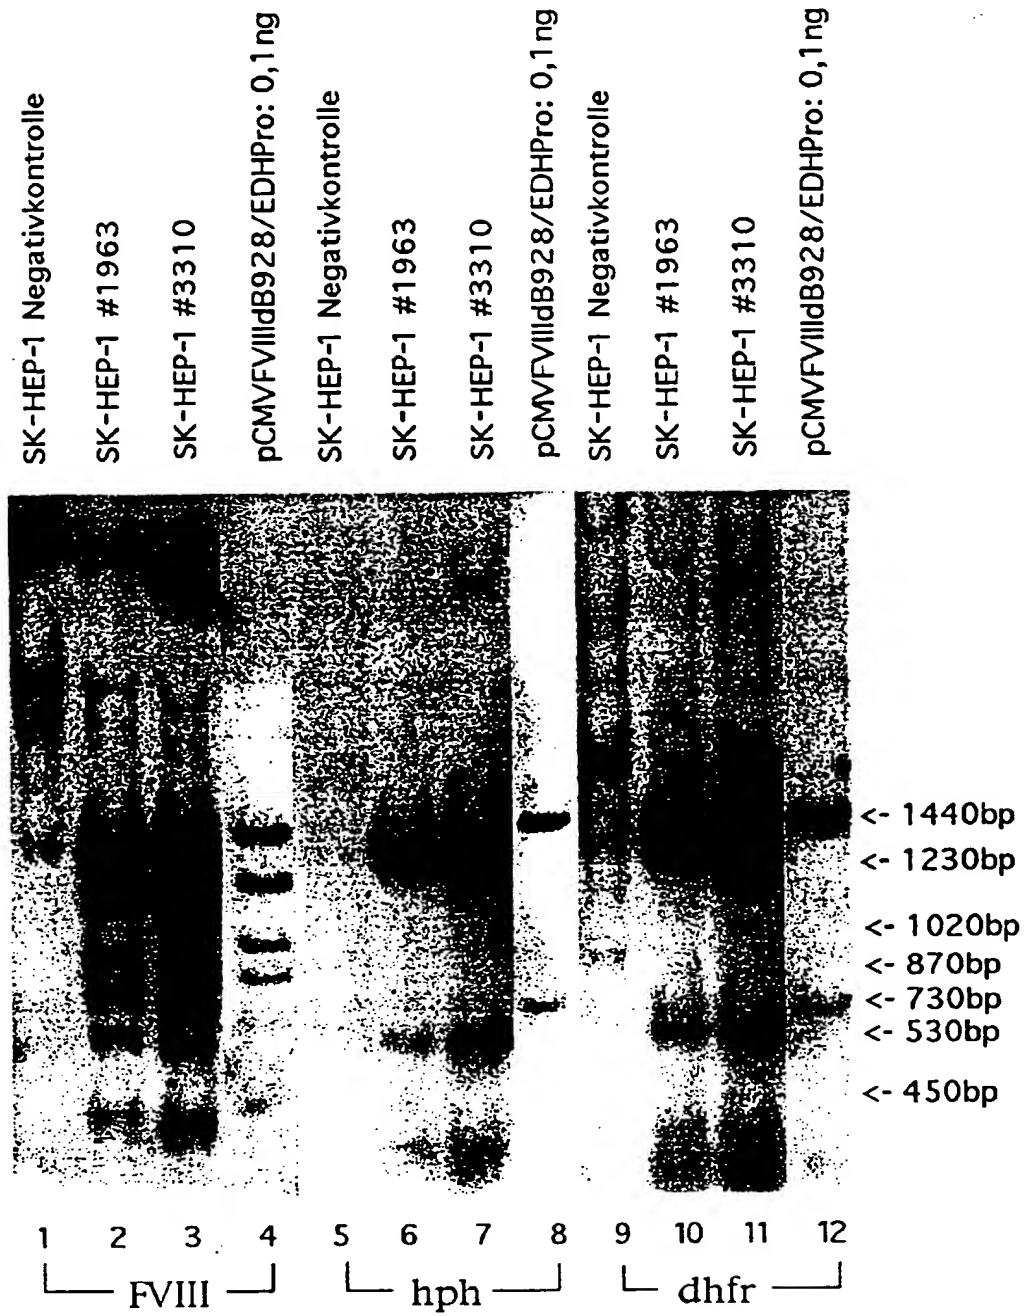 SK-HEP-1 Negativkontrolle
SK-HEP-1 #1963
SK-HEP-1 #3310
pCMVFVIIIdB928/EDHPro: 0,1ng
SK-HEP-1 Negativkontrolle
SK-HEP-1 #1963
SK-HEP-1 #3310
pCMVFVIIIdB928/EDHPro: 0,1ng
SK-HEP-1 Negativkontrolle
SK-HEP-1 #1963
SK-HEP-1 #3310
pCMVFVIIIdB928/EDHPro: 0,1ng
<- 1440bp
<- 1230bp
<- 1020bp
<- 870bp
<- 730bp
<- 530bp
<- 450bp
1 2 3 4 5 6 7 8 9 10 11 12
FVIII hph dhfr